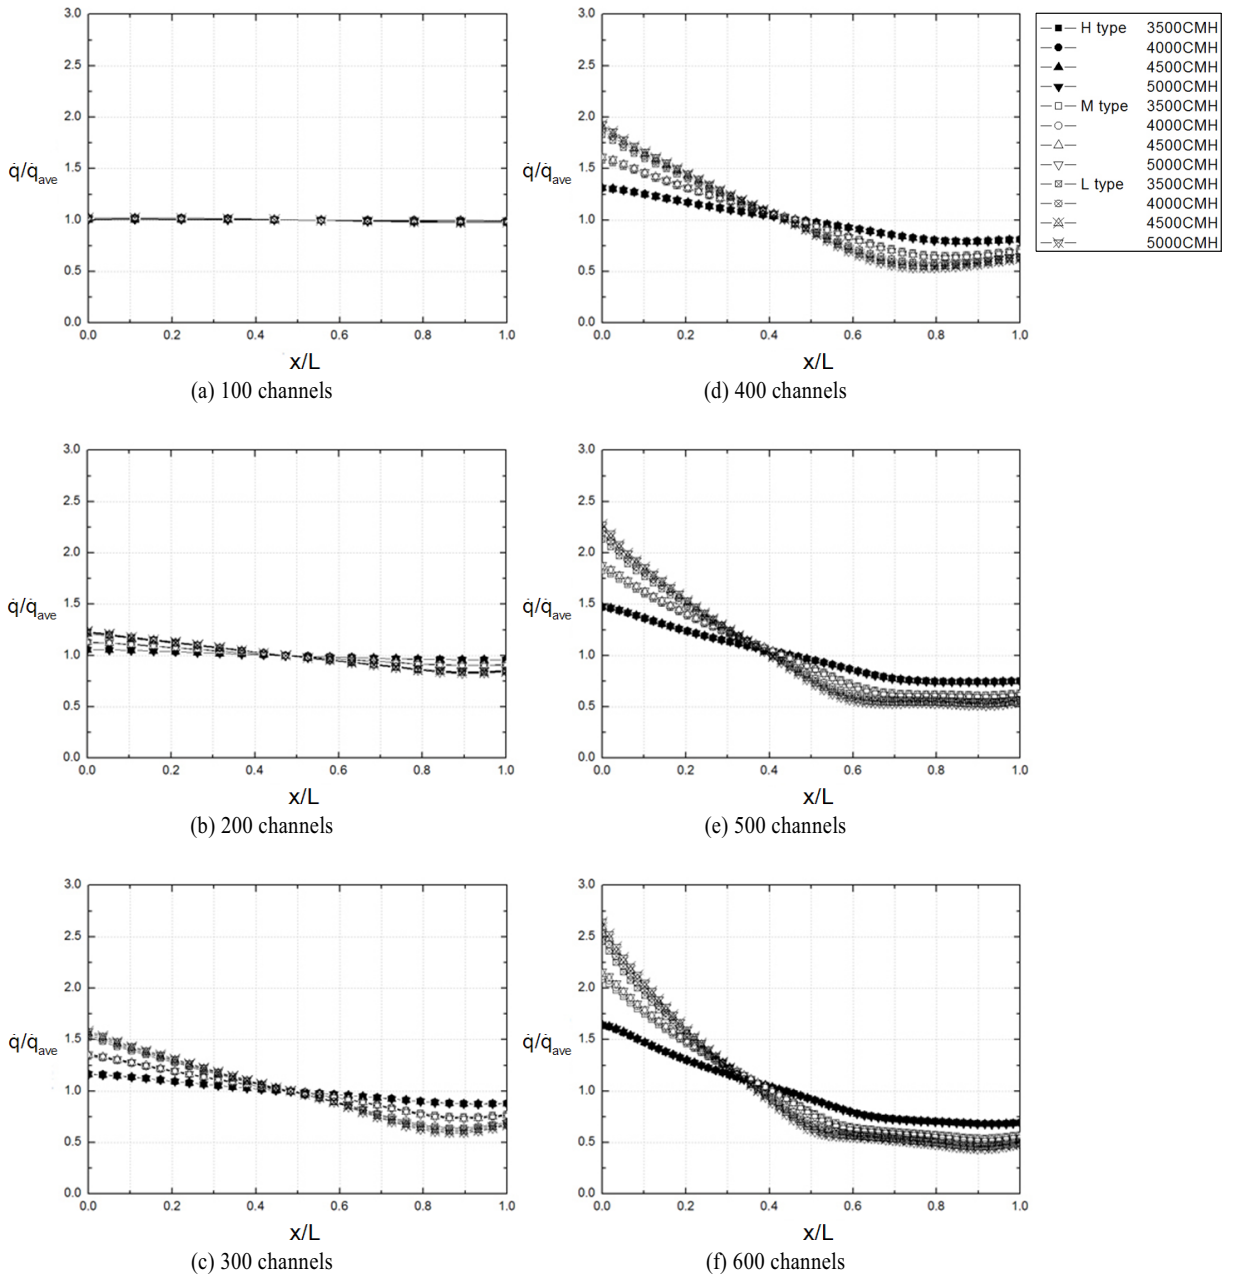 3.0
2.5
2.0
1.5
q̇/q̇ave
1.0
0.5
0.0
0.0 0.2 0.4 0.6 0.8 1.0
x/L
(a) 100 channels
3.0
2.5
2.0
1.5
q̇/q̇ave
1.0
0.5
0.0
0.0 0.2 0.4 0.6 0.8 1.0
x/L
(d) 400 channels
H type 3500CMH
4000CMH
4500CMH
5000CMH
M type 3500CMH
4000CMH
4500CMH
5000CMH
L type 3500CMH
4000CMH
4500CMH
5000CMH
3.0
2.5
2.0
1.5
q̇/q̇ave
1.0
0.5
0.0
0.0 0.2 0.4 0.6 0.8 1.0
x/L
(b) 200 channels
3.0
2.5
2.0
1.5
q̇/q̇ave
1.0
0.5
0.0
0.0 0.2 0.4 0.6 0.8 1.0
x/L
(e) 500 channels
3.0
2.5
2.0
1.5
q̇/q̇ave
1.0
0.5
0.0
0.0 0.2 0.4 0.6 0.8 1.0
x/L
(c) 300 channels
3.0
2.5
2.0
1.5
q̇/q̇ave
1.0
0.5
0.0
0.0 0.2 0.4 0.6 0.8 1.0
x/L
(f) 600 channels